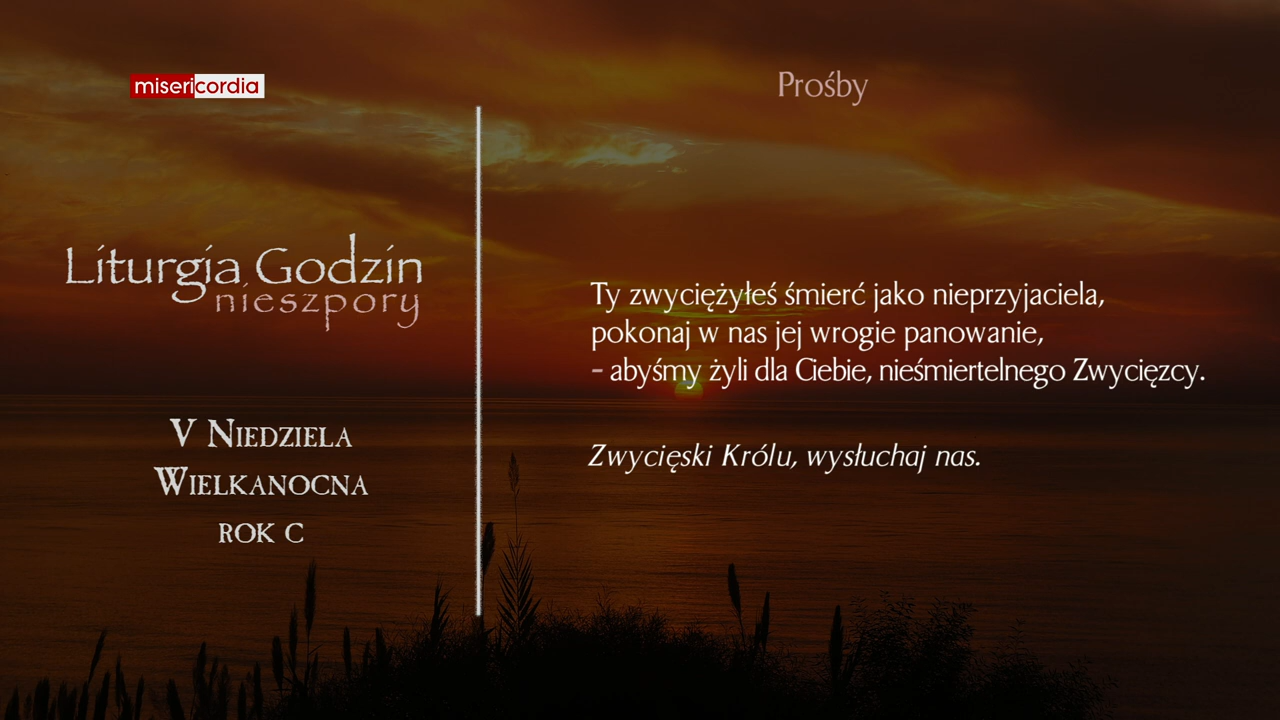 misericordia
Prośby
Liturgia Godzin
nieszpory
V Niedziela
Wielkanocna
rok C
Ty zwyciężyłeś śmierć jako nieprzyjaciela,
pokonaj w nas jej wrogie panowanie,
- abyśmy żyli dla Ciebie, nieśmiertelnego Zwycięzcy.
Zwycięski Królu, wysłuchaj nas.